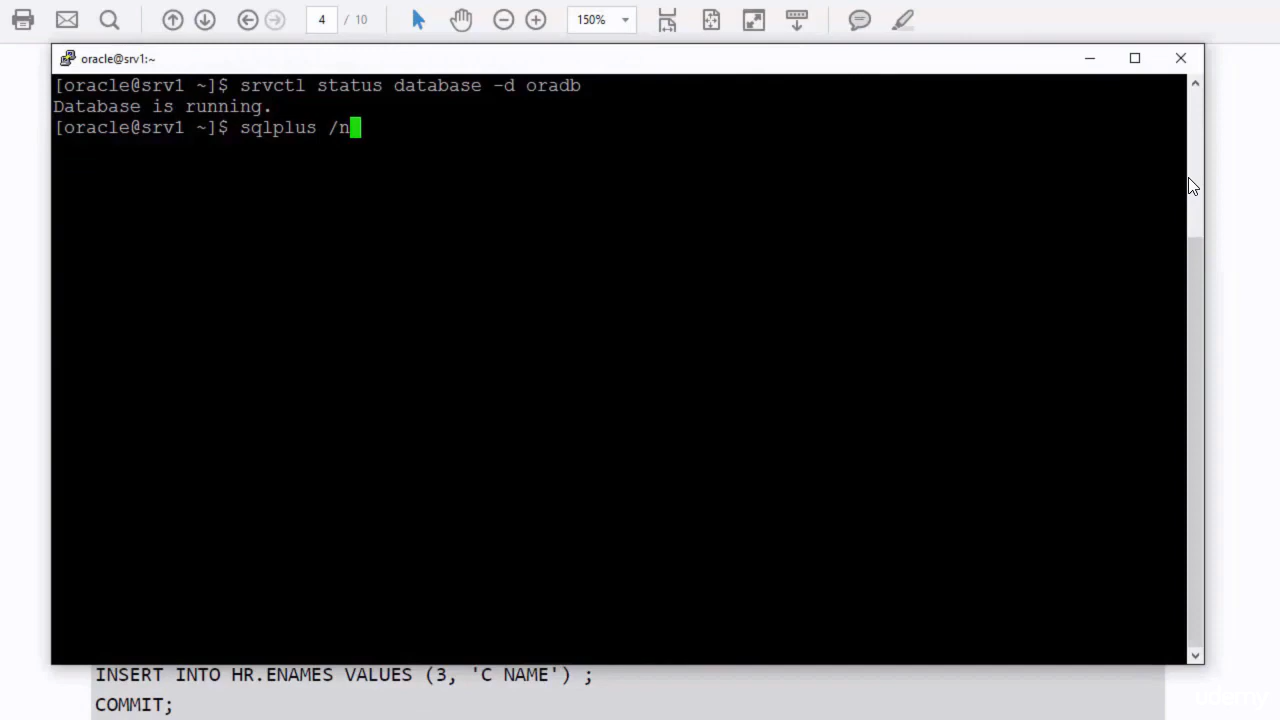 4 / 10
150%
oracle@srv1:~
[oracle@srv1 ~]$ srvctl status database -d oradb
Database is running.
[oracle@srv1 ~]$ sqlplus /n
INSERT INTO HR.ENAMES VALUES (3, 'C NAME') ;
COMMIT;
udemy